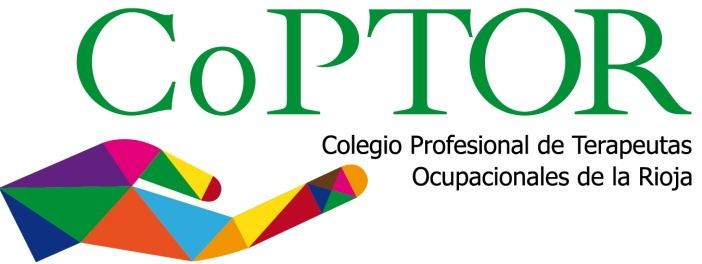 CoPTOR
Colegio Profesional de Terapeutas
Ocupacionales de la Rioja